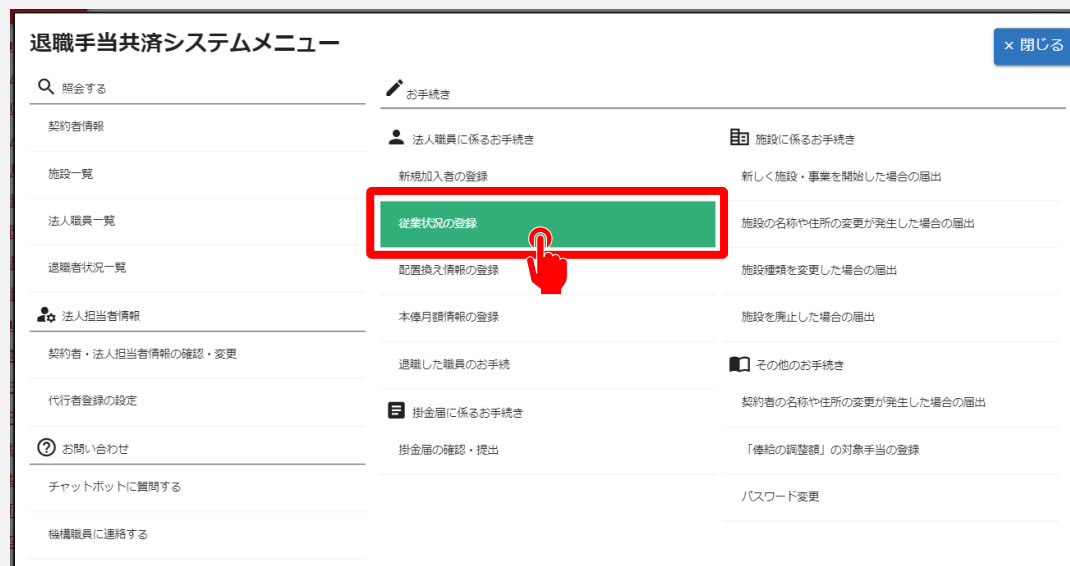 退職手当共済システムメニュー
× 閉じる
照会する
契約者情報
施設一覧
法人職員一覧
退職者状況一覧
法人担当者情報
契約者・法人担当者情報の確認・変更
代行者登録の設定
お問い合わせ
チャットボットに質問する
機構職員に連絡する
お手続き
法人職員に係るお手続き
新規加入者の登録
従業状況の登録
配置換え情報の登録
本俸月額情報の登録
退職した職員のお手続
掛金届に係るお手続き
掛金届の確認・提出
施設に係るお手続き
新しく施設・事業を開始した場合の届出
施設の名称や住所の変更が発生した場合の届出
施設種類を変更した場合の届出
施設を廃止した場合の届出
その他のお手続き
契約者の名称や住所の変更が発生した場合の届出
「俸給の調整額」の対象手当の登録
パスワード変更